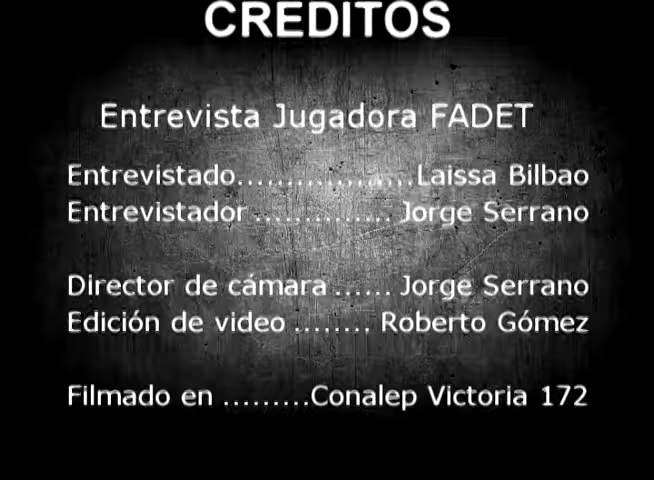 CREDITOS
Entrevista Jugadora FADET
Entrevistado..................Laissa Bilbao
Entrevistador .............. Jorge Serrano
Director de cámara ...... Jorge Serrano
Edición de video ........ Roberto Gómez
Filmado en .........Conalep Victoria 172